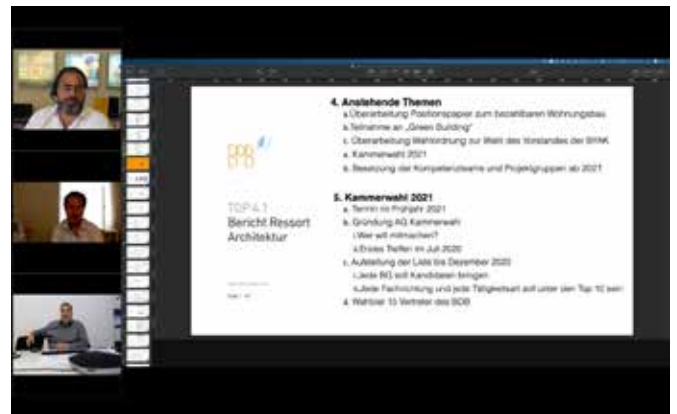 BDB
TOP 4.1
Bericht Ressort
Architektur
4. Anstehende Themen
a. Überarbeitung Positionspapier zum bezahlbaren Wohnungsbau
b. Teilnahme an „Green Building“
c. Überarbeitung Wahlordnung zur Wahl des Vorstandes der BYAK
a. Kammerwahl 2021
b. Besetzung der Kompetenzteams und Projektgruppen ab 2021
5. Kammerwahl 2021
a. Termin im Frühjahr 2021
b. Gründung AG Kammerwahl
i. Wer will mitmachen?
ii. Erstes Treffen im Juli 2020
c. Aufstellung der Liste bis Dezember 2020
i. Jede BG soll Kandidaten bringen
ii. Jede Fachrichtung und jede Tätigkeitsart soll unter den Top 10 sein
d. Wahlziel 10 Vertreter des BDB